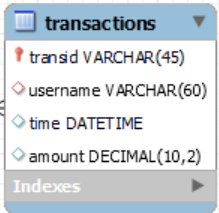 transactions
transid VARCHAR(45)
username VARCHAR(60)
time DATETIME
amount DECIMAL(10,2)
Indexes